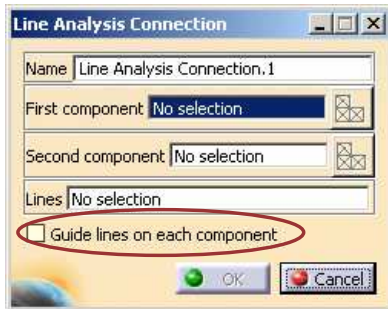 Line Analysis Connection
Name Line Analysis Connection.1
First component No selection
Second component No selection
Lines No selection
Guide lines on each component
OK Cancel